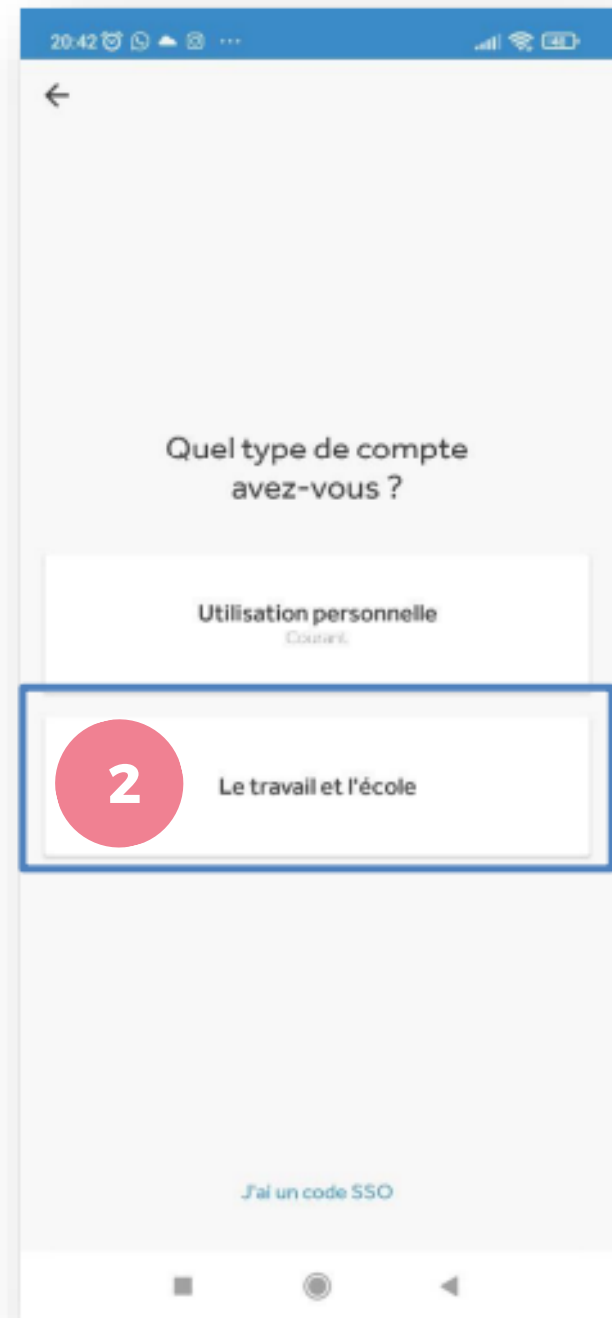 20:42
48
Quel type de compte
avez-vous ?
Utilisation personnelle
Courant
2
Le travail et l'école
J'ai un code SSO